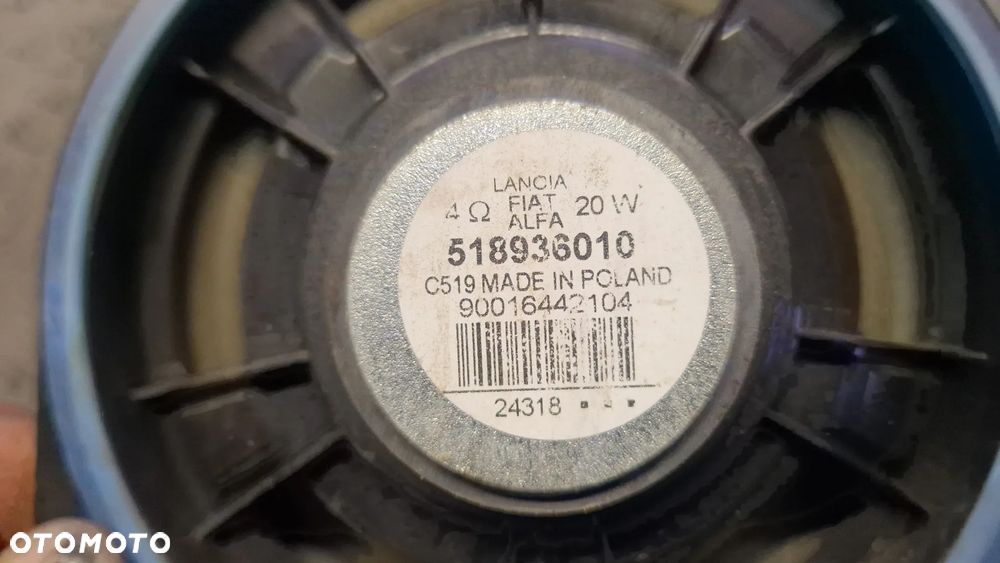 LANCIA
4 Ω FIAT 20 W
ALFA
518936010
C519 MADE IN POLAND
90016442104
24318
OTOMOTO